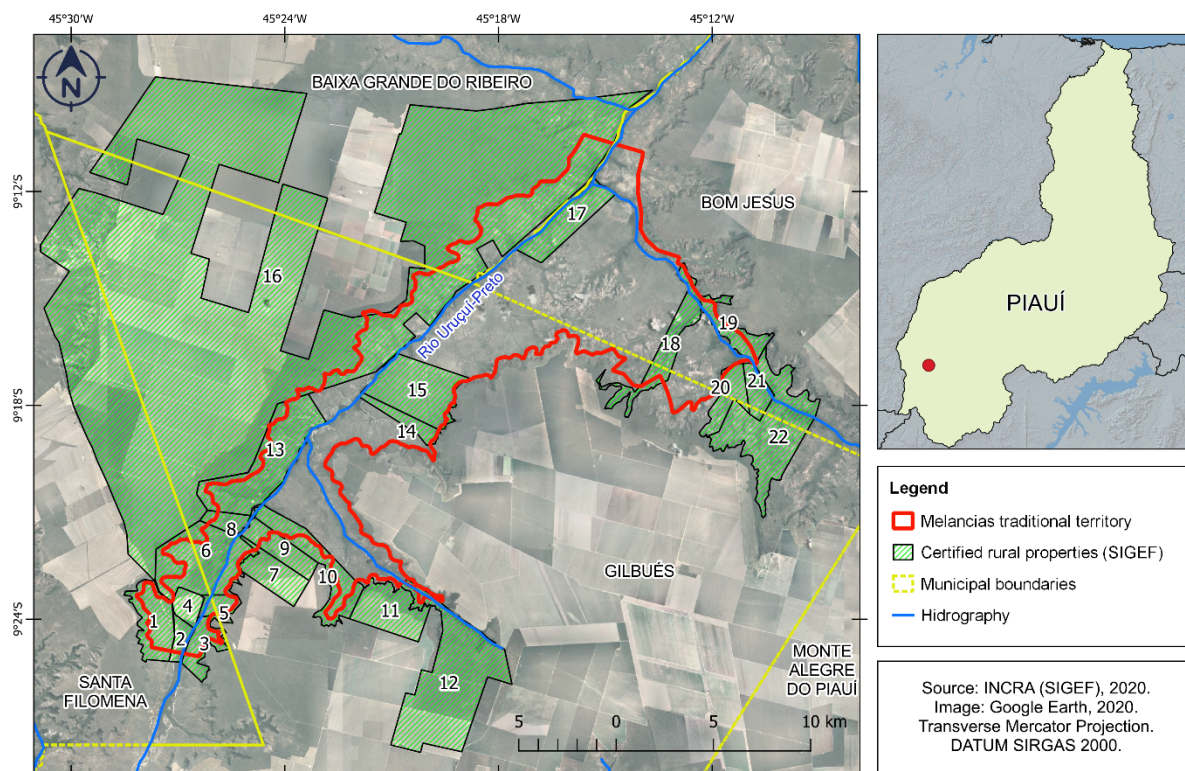 45°30'W 45°24'W 45°18'W 45°12'W
BAIXA GRANDE DO RIBEIRO
N
9°12'S
BOM JESUS
17
16
Rio Uruçuí-Preto
19
18
15
20
21
9°18'S
14
22
13
8
6
9
7
10
GILBUÉS
4
5
11
1
9°24'S
2
3
12
SANTA
FILOMENA
MONTE
ALEGRE
DO PIAUÍ
5 0 5 10 km
PIAUÍ
Legend
Melancias traditional territory
Certified rural properties (SIGEF)
Municipal boundaries
Hidrography
Source: INCRA (SIGEF), 2020.
Image: Google Earth, 2020.
Transverse Mercator Projection.
DATUM SIRGAS 2000.